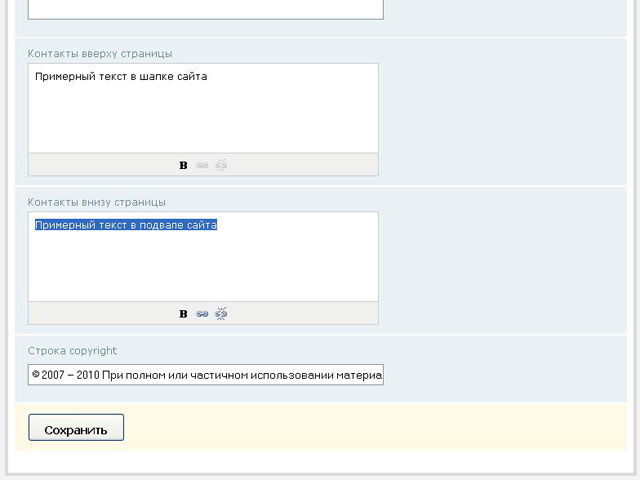 Контакты вверху страницы
Примерный текст в шапке сайта
B
Контакты внизу страницы
Примерный текст в подвале сайта
B
Строка copyright
© 2007 – 2010 При полном или частичном использовании материа
Сохранить